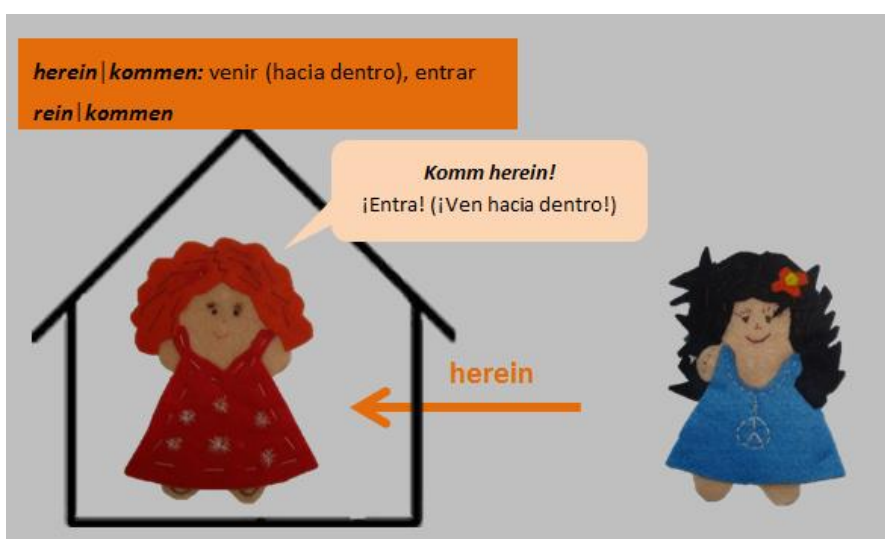 herein|kommen: venir (hacia dentro), entrar
rein|kommen
Komm herein!
¡Entra! (¡Ven hacia dentro!)
herein